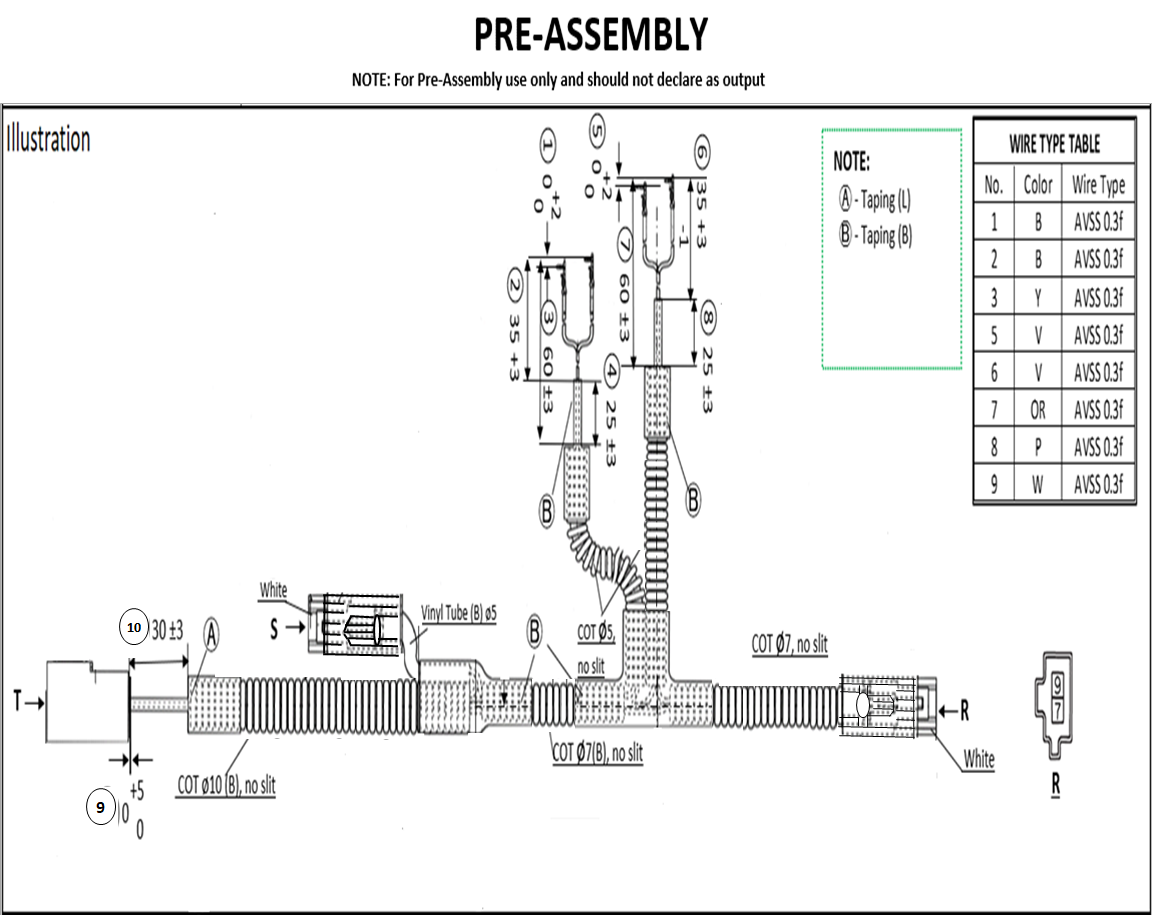 PRE-ASSEMBLY
NOTE: For Pre-Assembly use only and should not declare as output
Illustration
1 0 +2 0
2 35 +3
3 60 ±3
4 25 ±3
5 0 +2 0
6 35 +3 -1
7 60 ±3
8 25 ±3
B
B
NOTE:
A - Taping (L)
B - Taping (B)
WIRE TYPE TABLE
No. Color Wire Type
1 B AVSS 0.3f
2 B AVSS 0.3f
3 Y AVSS 0.3f
5 V AVSS 0.3f
6 V AVSS 0.3f
7 OR AVSS 0.3f
8 P AVSS 0.3f
9 W AVSS 0.3f
White
S
Vinyl Tube (B) ø5
10 30 ±3
A
B
COT Ø5,
no slit
COT Ø7, no slit
T
R
White
9
7
R
COT ø10 (B), no slit
COT Ø7(B), no slit
9 0 +5 0